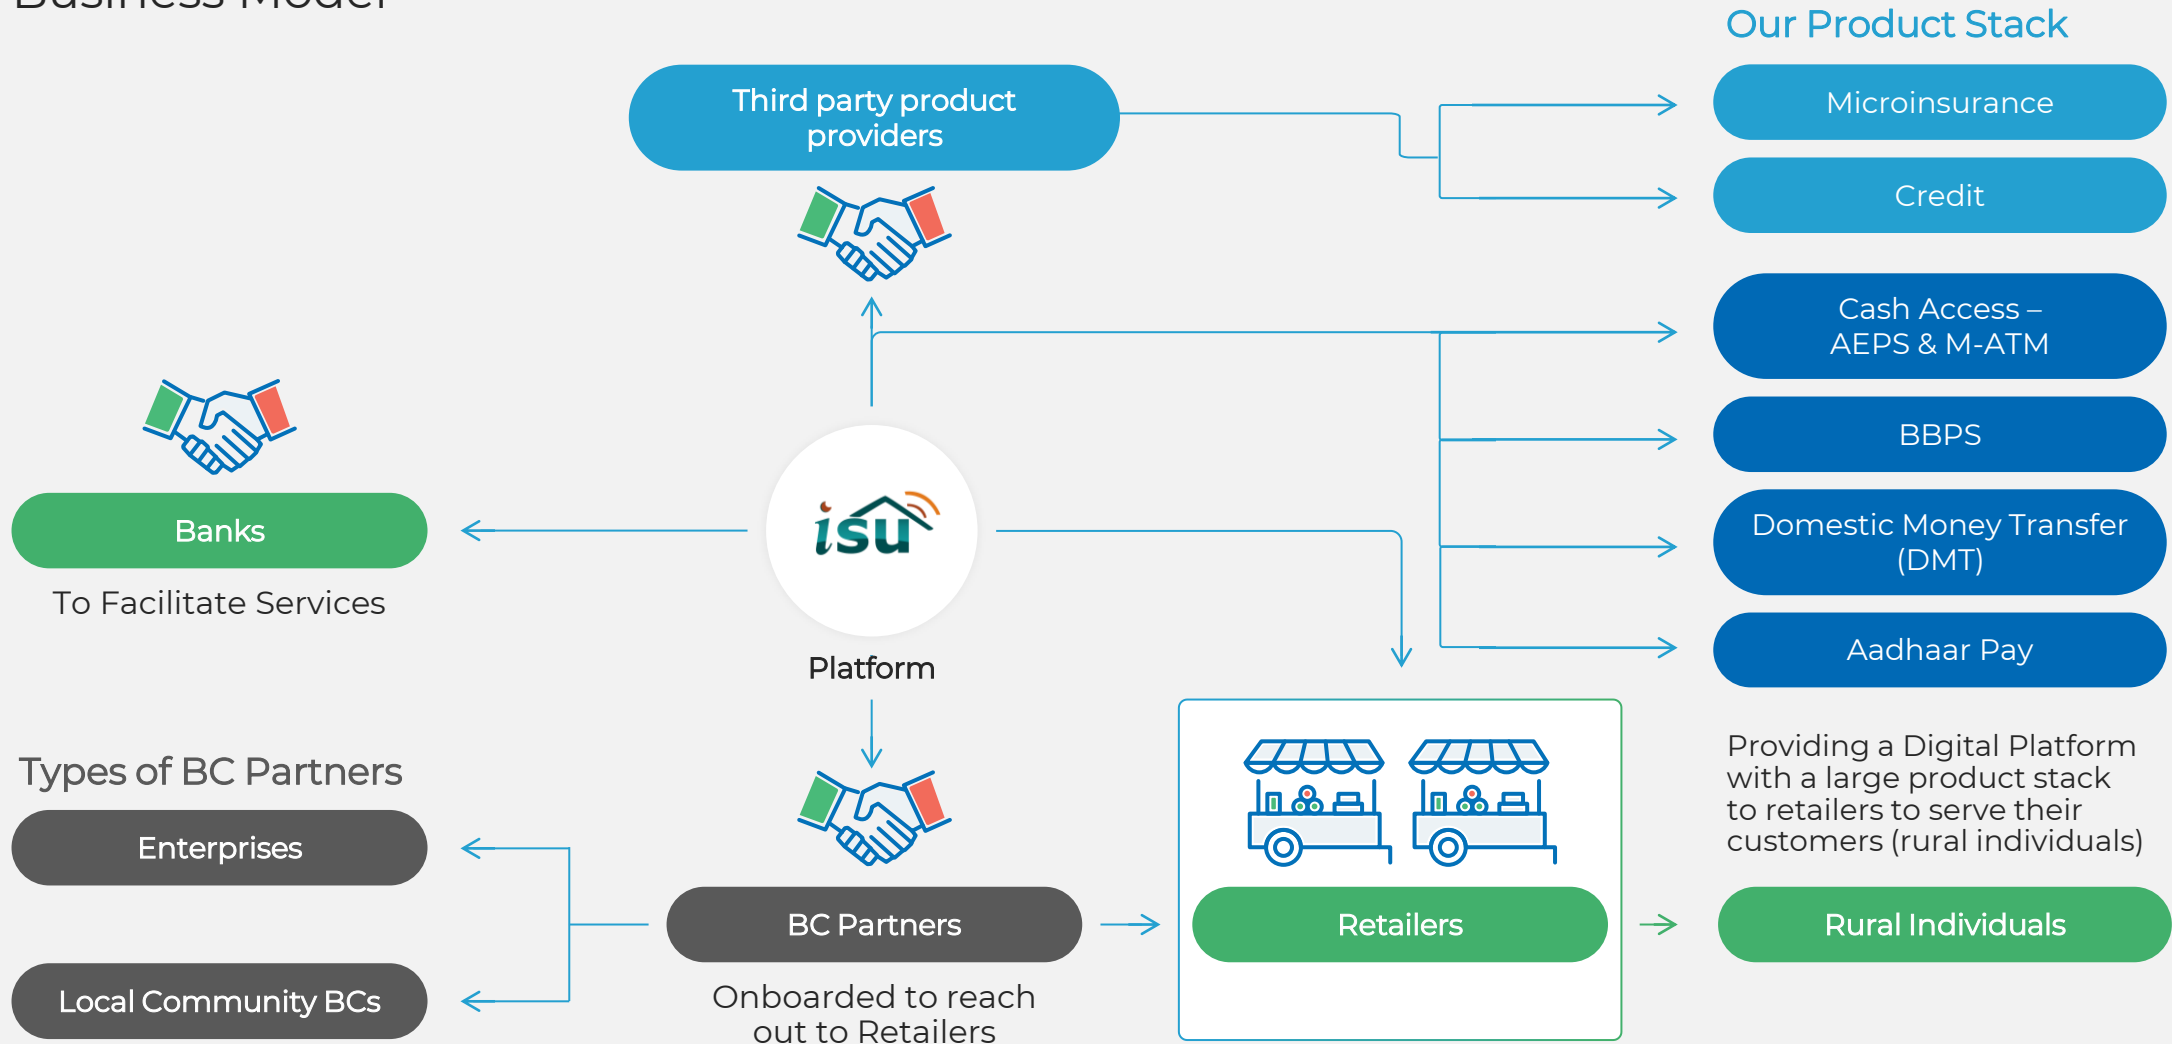 Business Model
Our Product Stack
Third party product
providers
Microinsurance
Credit
Cash Access –
AEPS & M-ATM
BBPS
Domestic Money Transfer
(DMT)
Aadhaar Pay
Banks
To Facilitate Services
isu
Platform
Types of BC Partners
Enterprises
Local Community BCs
BC Partners
Onboarded to reach
out to Retailers
Retailers
Providing a Digital Platform
with a large product stack
to retailers to serve their
customers (rural individuals)
Rural Individuals